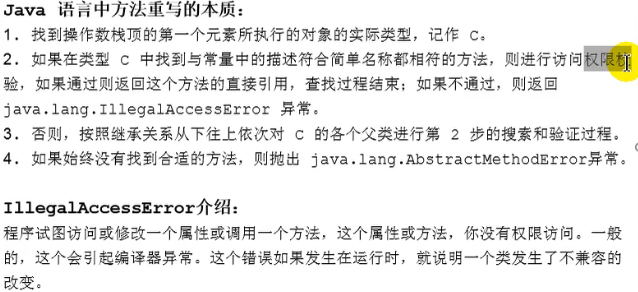 Java 语言中方法重写的本质：
1. 找到操作数栈顶的第一个元素所执行的对象的实际类型，记作 C。
2. 如果在类型 C 中找到与常量中的描述符合简单名称都相符的方法，则进行访问权限校
验，如果通过则返回这个方法的直接引用，查找过程结束；如果不通过，则返回
java.lang.IllegalAccessError 异常。
3. 否则，按照继承关系从下往上依次对 C 的各个父类进行第 2 步的搜索和验证过程。
4. 如果始终没有找到合适的方法，则抛出 java.lang.AbstractMethodError异常。
IllegalAccessError介绍：
程序试图访问或修改一个属性或调用一个方法，这个属性或方法，你没有权限访问。一般
的，这个会引起编译器异常。这个错误如果发生在运行时，就说明一个类发生了不兼容的
改变。